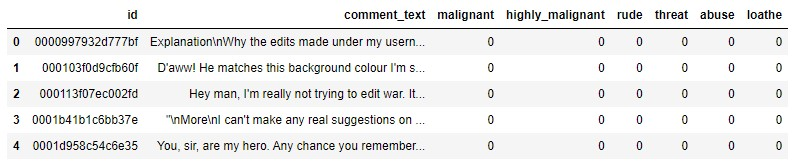 id comment_text malignant highly_malignant rude threat abuse loathe
0 0000997932d777bf Explanation\nWhy the edits made under my usern... 0 0 0 0 0 0
1 000103f0d9cfb60f D'aww! He matches this background colour I'm s... 0 0 0 0 0 0
2 000113f07ec002fd Hey man, I'm really not trying to edit war. It... 0 0 0 0 0 0
3 0001b41b1c6bb37e "\nMore\nI can't make any real suggestions on ... 0 0 0 0 0 0
4 0001d958c54c6e35 You, sir, are my hero. Any chance you remember... 0 0 0 0 0 0